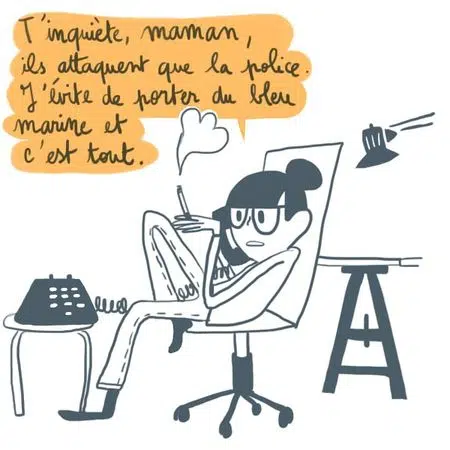 T'inquiète, maman,
ils attaquent que la police.
J'évite de porter du bleu
marine et
c'est tout.